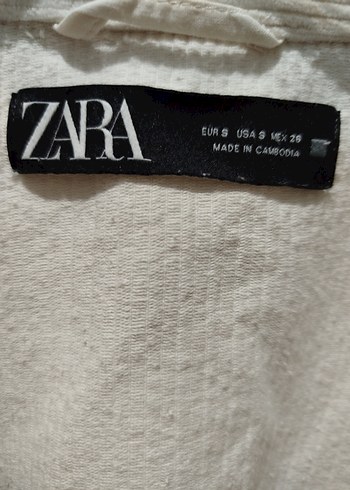 ZARA
EUR S USA S MEX 26
MADE IN CAMBODIA